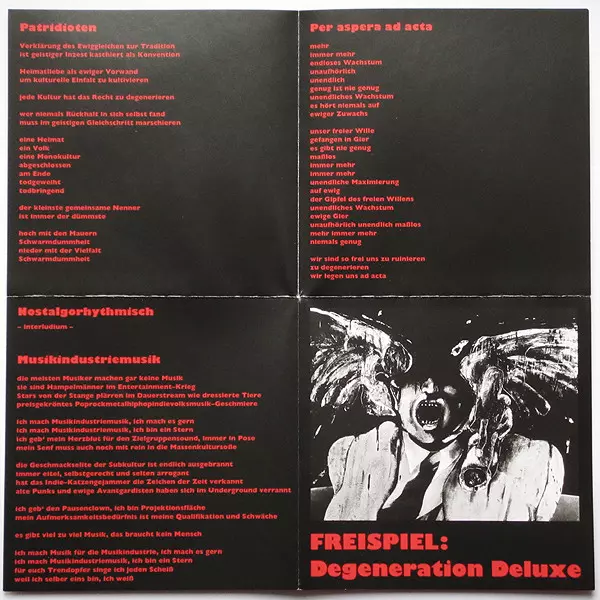 Patridioten
Verklärung des Ewiggleichen zur Tradition
ist geistiger Inzest kaschiert als Konvention
Heimatliebe als ewiger Vorwand
um kulturelle Einfalt zu kultivieren
jede Kultur hat das Recht zu degenerieren
wer niemals Rückhalt in sich selbst fand
muss im geistigen Gleichschritt marschieren
eine Heimat
ein Volk
eine Monokultur
abgeschlossen
am Ende
todgeweiht
todbringend
der kleinste gemeinsame Nenner
ist immer der dümmste
hoch mit den Mauern
Schwarmdummheit
nieder mit der Vielfalt
Schwarmdummheit
Per aspera ad acta
mehr
immer mehr
endloses Wachstum
unaufhörlich
unendlich
genug ist nie genug
unendliches Wachstum
es hört niemals auf
ewiger Zuwachs
unser freier Wille
gefangen in Gier
es gibt nie genug
maßlos
immer mehr
immer mehr
unendliche Maximierung
auf ewig
der Gipfel des freien Willens
unendliches Wachstum
ewige Gier
unaufhörlich unendlich maßlos
mehr immer mehr
niemals genug
wir sind so frei uns zu ruinieren
zu degenerieren
wir legen uns ad acta
Nostalgorhythmisch
– interludium –
Musikindustriemusik
die meisten Musiker machen gar keine Musik
sie sind Hampelmänner im Entertainment-Krieg
Stars von der Stange plärren im Dauerstream wie dressierte Tiere
preisgekröntes Poprockmetalhiphopindievolksmusik-Geschmiere
ich mach Musikindustriemusik, ich mach es gern
ich mach Musikindustriemusik, ich bin ein Stern
ich geb' mein Herzblut für den Zielgruppensound, immer in Pose
mein Senf muss auch noch mit rein in die Massenkultursoße
die Geschmackselite der Subkultur ist endlich ausgebrannt
immer eitel, selbstgerecht und selten arrogant
hat das Indie-Katzengejammer die Zeichen der Zeit verkannt
alte Punks und ewige Avantgardisten haben sich im Underground verrannt
ich geb' den Pausenclown, ich bin Projektionsfläche
mein Aufmerksamkeitsbedürfnis ist meine Qualifikation und Schwäche
es gibt viel zu viel Musik, das braucht kein Mensch
ich mach Musik für die Musikindustrie, ich mach es gern
ich mach Musikindustriemusik, ich bin ein Stern
für euch Trendopfer singe ich jeden Scheiß
weil ich selber eins bin, ich weiß
FREISPIEL:
Degeneration Deluxe